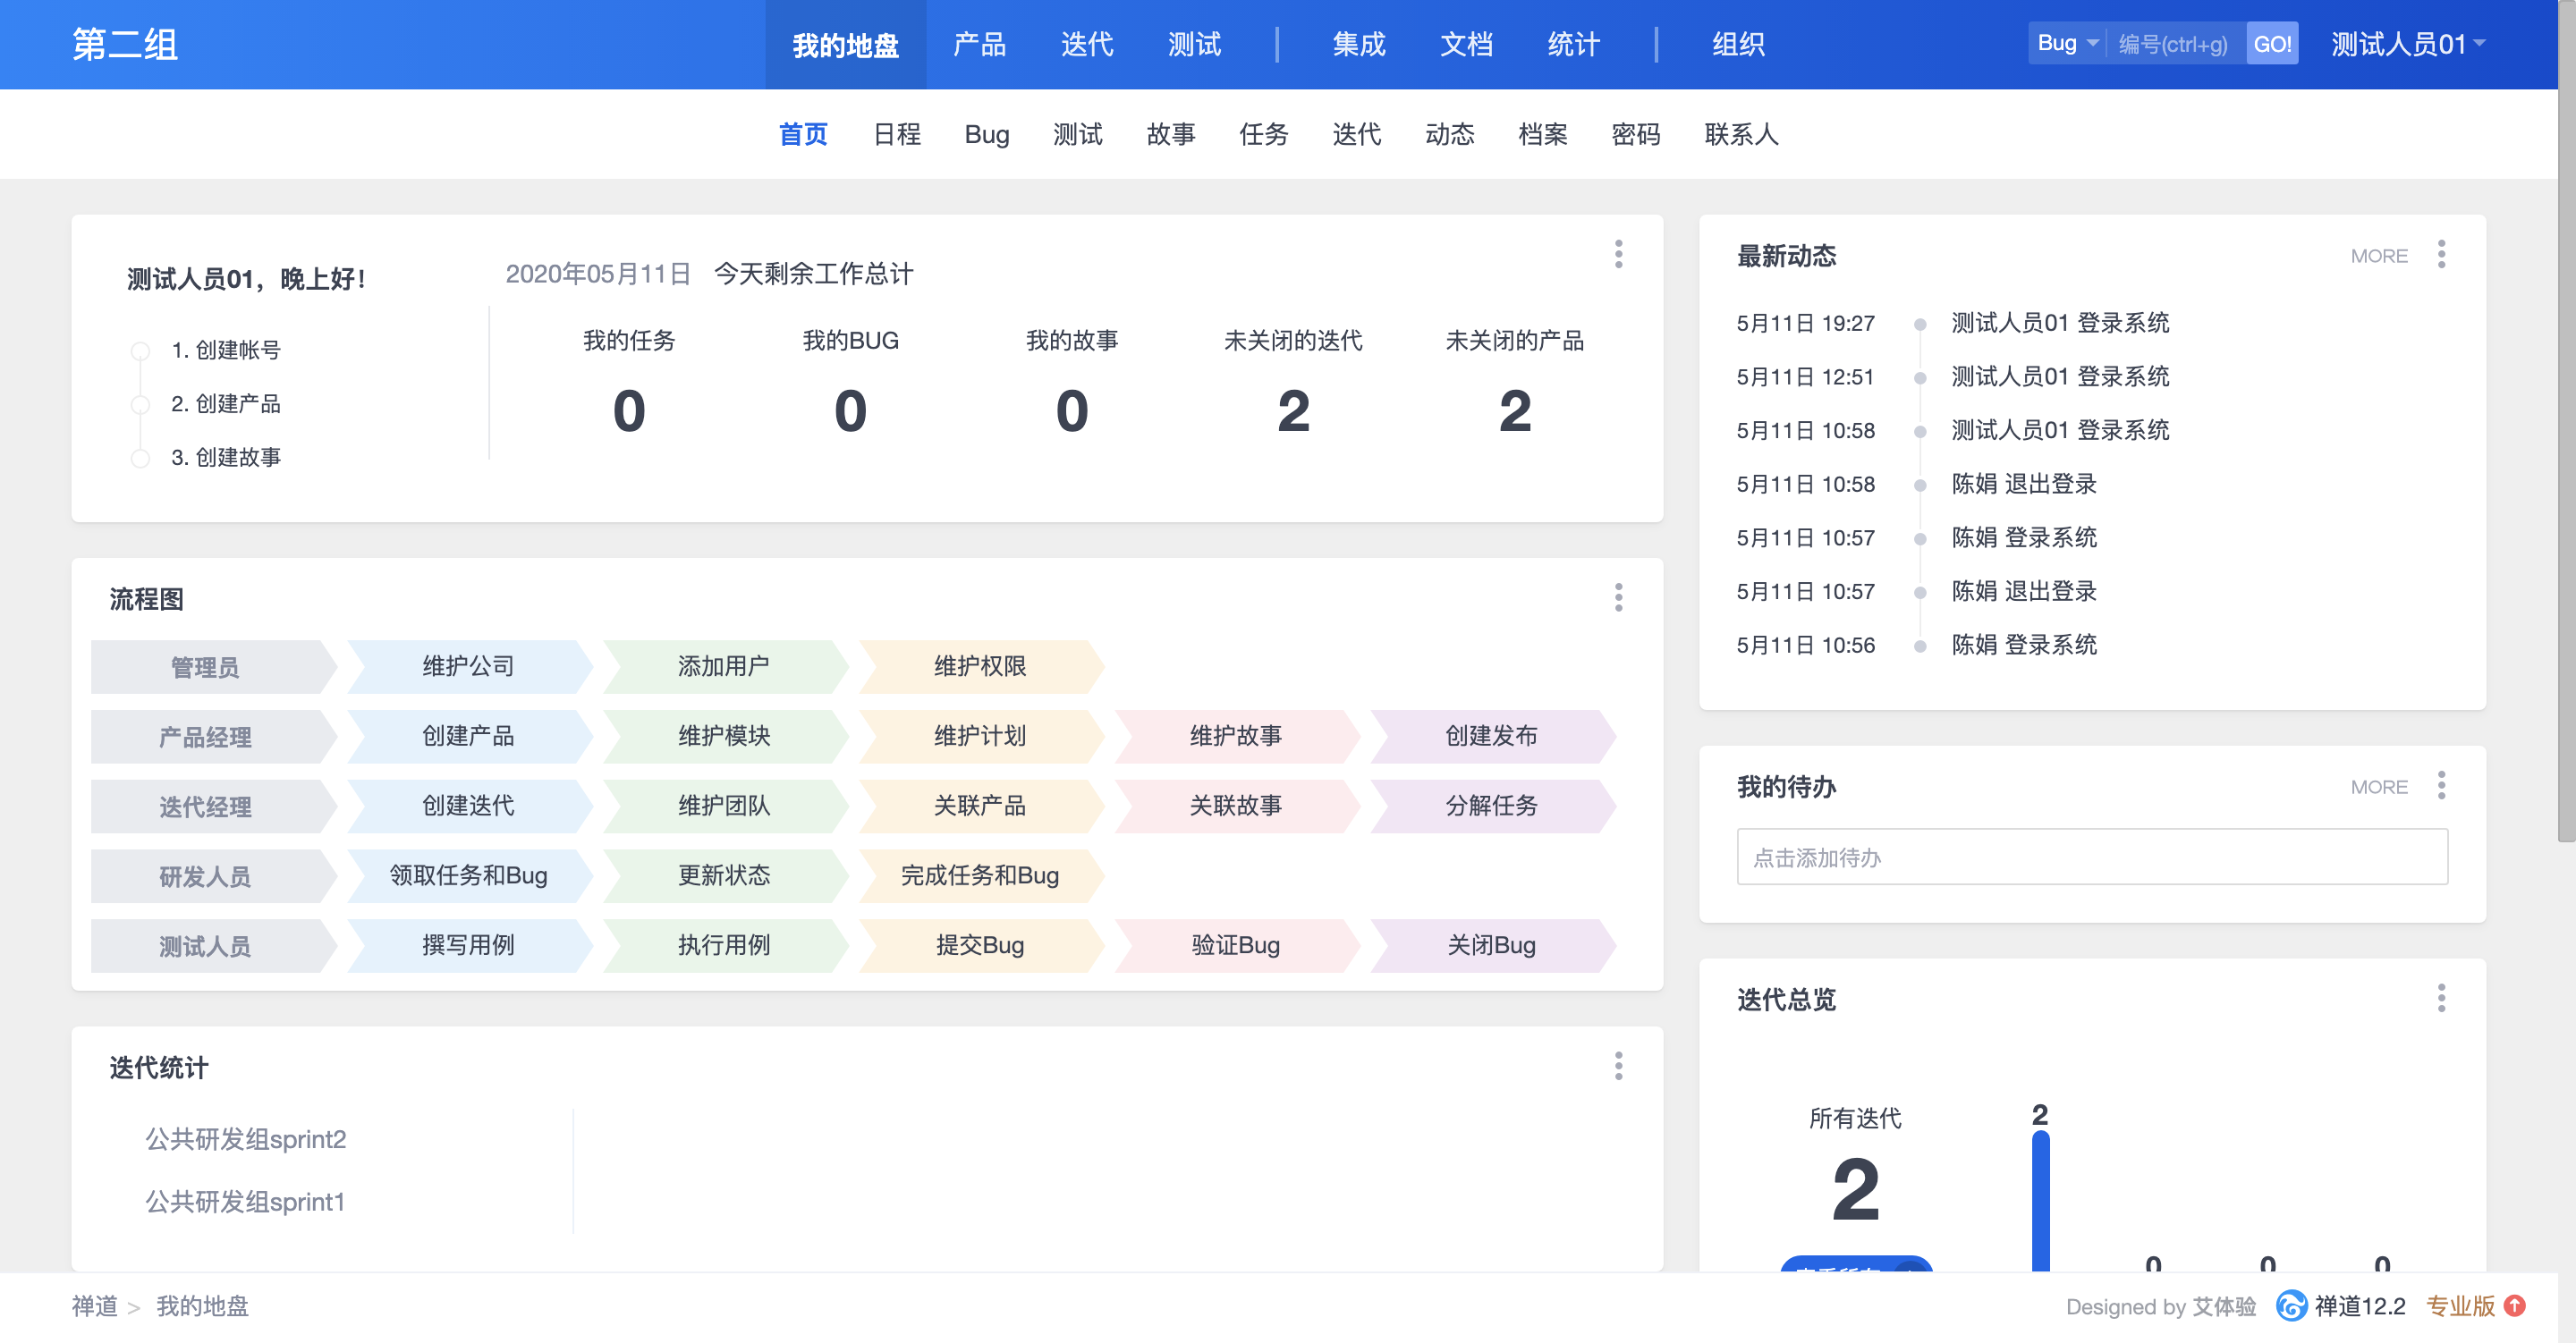 第二组
我的地盘 产品 迭代 测试 集成 文档 统计 组织
Bug 编号(ctrl+g) GO! 测试人员01
首页 日程 Bug 测试 故事 任务 迭代 动态 档案 密码 联系人
测试人员01，晚上好！
1. 创建帐号
2. 创建产品
3. 创建故事
2020年05月11日 今天剩余工作总计
我的任务 我的BUG 我的故事 未关闭的迭代 未关闭的产品
0 0 0 2 2
流程图
管理员 维护公司 添加用户 维护权限
产品经理 创建产品 维护模块 维护计划 维护故事 创建发布
迭代经理 创建迭代 维护团队 关联产品 关联故事 分解任务
研发人员 领取任务和Bug 更新状态 完成任务和Bug
测试人员 撰写用例 执行用例 提交Bug 验证Bug 关闭Bug
迭代统计
公共研发组sprint2
公共研发组sprint1
最新动态 MORE
5月11日 19:27 测试人员01 登录系统
5月11日 12:51 测试人员01 登录系统
5月11日 10:58 测试人员01 登录系统
5月11日 10:58 陈娟 退出登录
5月11日 10:57 陈娟 登录系统
5月11日 10:57 陈娟 退出登录
5月11日 10:56 陈娟 登录系统
我的待办 MORE
点击添加待办
迭代总览
所有迭代
2
2
0 0 0
禅道 > 我的地盘
Designed by 艾体验 禅道12.2 专业版